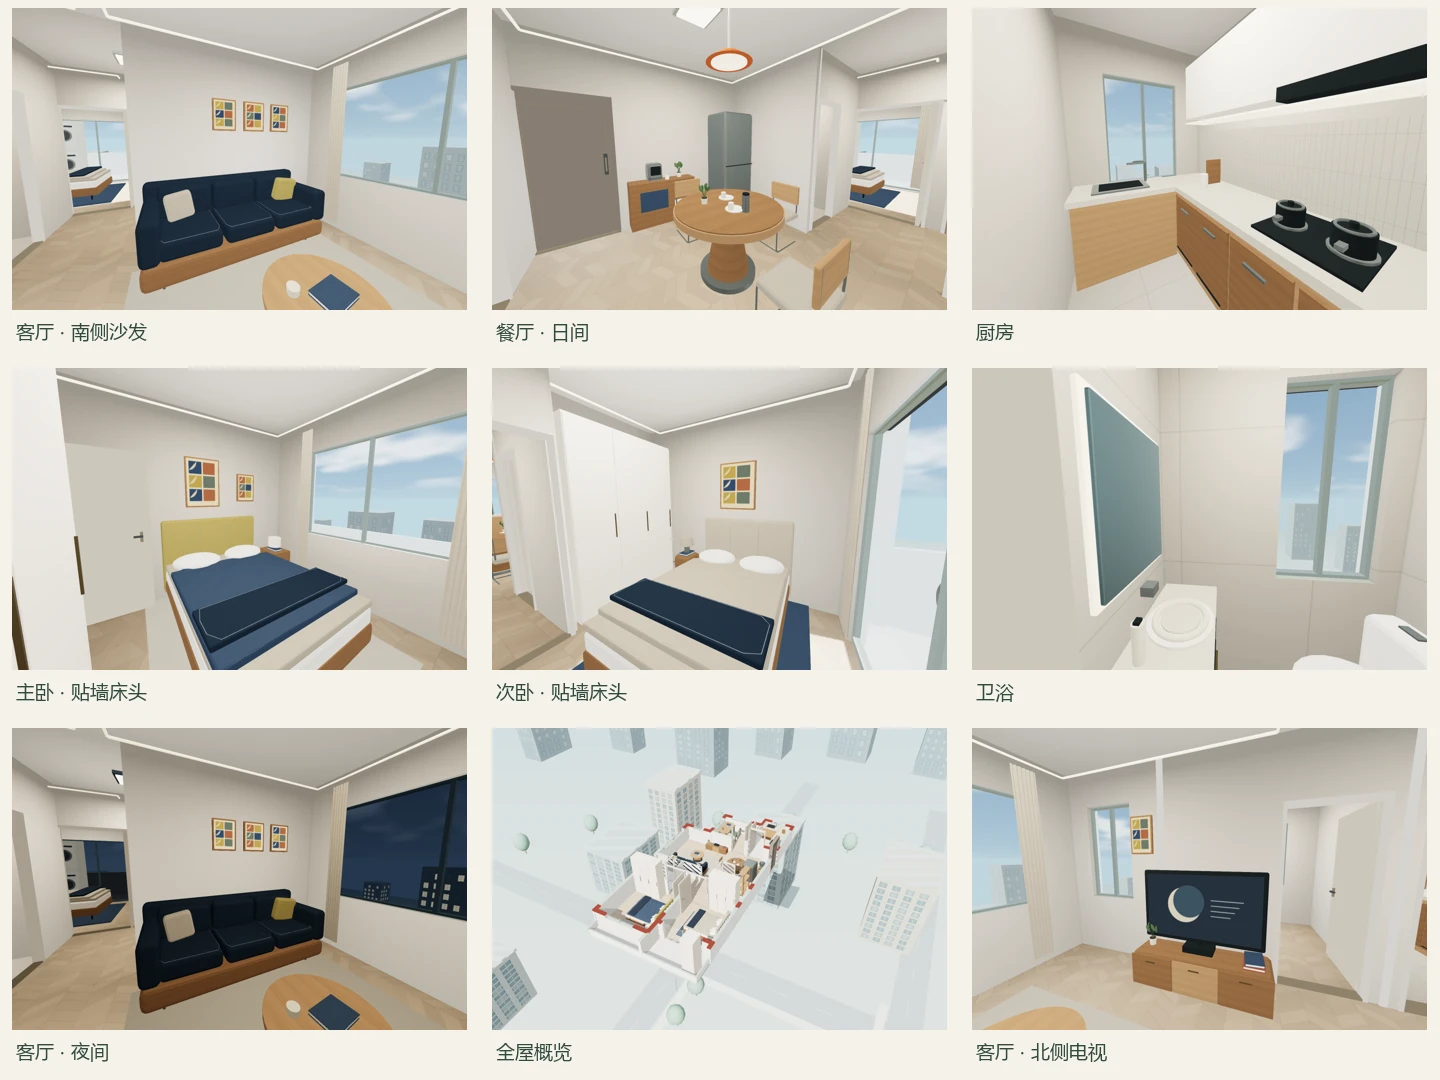 客厅 · 南侧沙发
餐厅 · 日间
厨房
主卧 · 贴墙床头
次卧 · 贴墙床头
卫浴
客厅 · 夜间
全屋概览
客厅 · 北侧电视